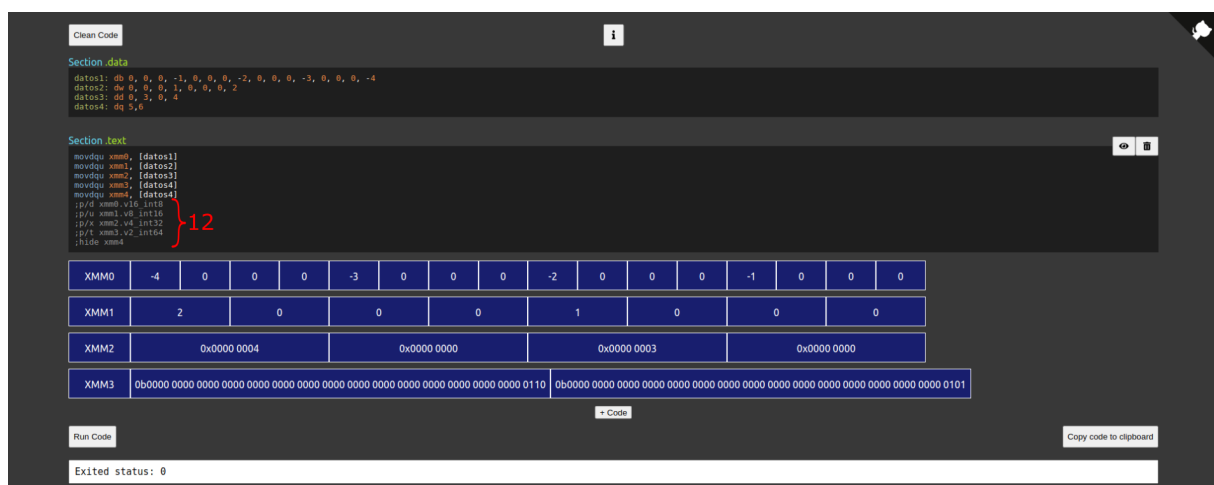 Clean Code
i
Section .data
datos1: db 0, 0, 0, -1, 0, 0, 0, -2, 0, 0, 0, -3, 0, 0, 0, -4
datos2: dw 0, 0, 0, 1, 0, 0, 0, 2
datos3: dd 0, 3, 0, 4
datos4: dq 5,6
Section .text
movdqu xmm0, [datos1]
movdqu xmm1, [datos2]
movdqu xmm2, [datos3]
movdqu xmm3, [datos4]
movdqu xmm4, [datos4]
;p/d xmm0.v16_int8
;p/u xmm1.v8_int16
;p/x xmm2.v4_int32
;p/t xmm3.v2_int64
;hide xmm4
12
XMM0 -4 0 0 0 -3 0 0 0 -2 0 0 0 -1 0 0 0
XMM1 2 0 0 0 1 0 0 0
XMM2 0x0000 0004 0x0000 0000 0x0000 0003 0x0000 0000
XMM3 0b0000 0000 0000 0000 0000 0000 0000 0000 0000 0000 0000 0000 0000 0000 0000 0110 0b0000 0000 0000 0000 0000 0000 0000 0000 0000 0000 0000 0000 0000 0000 0000 0101
+ Code
Run Code
Copy code to clipboard
Exited status: 0